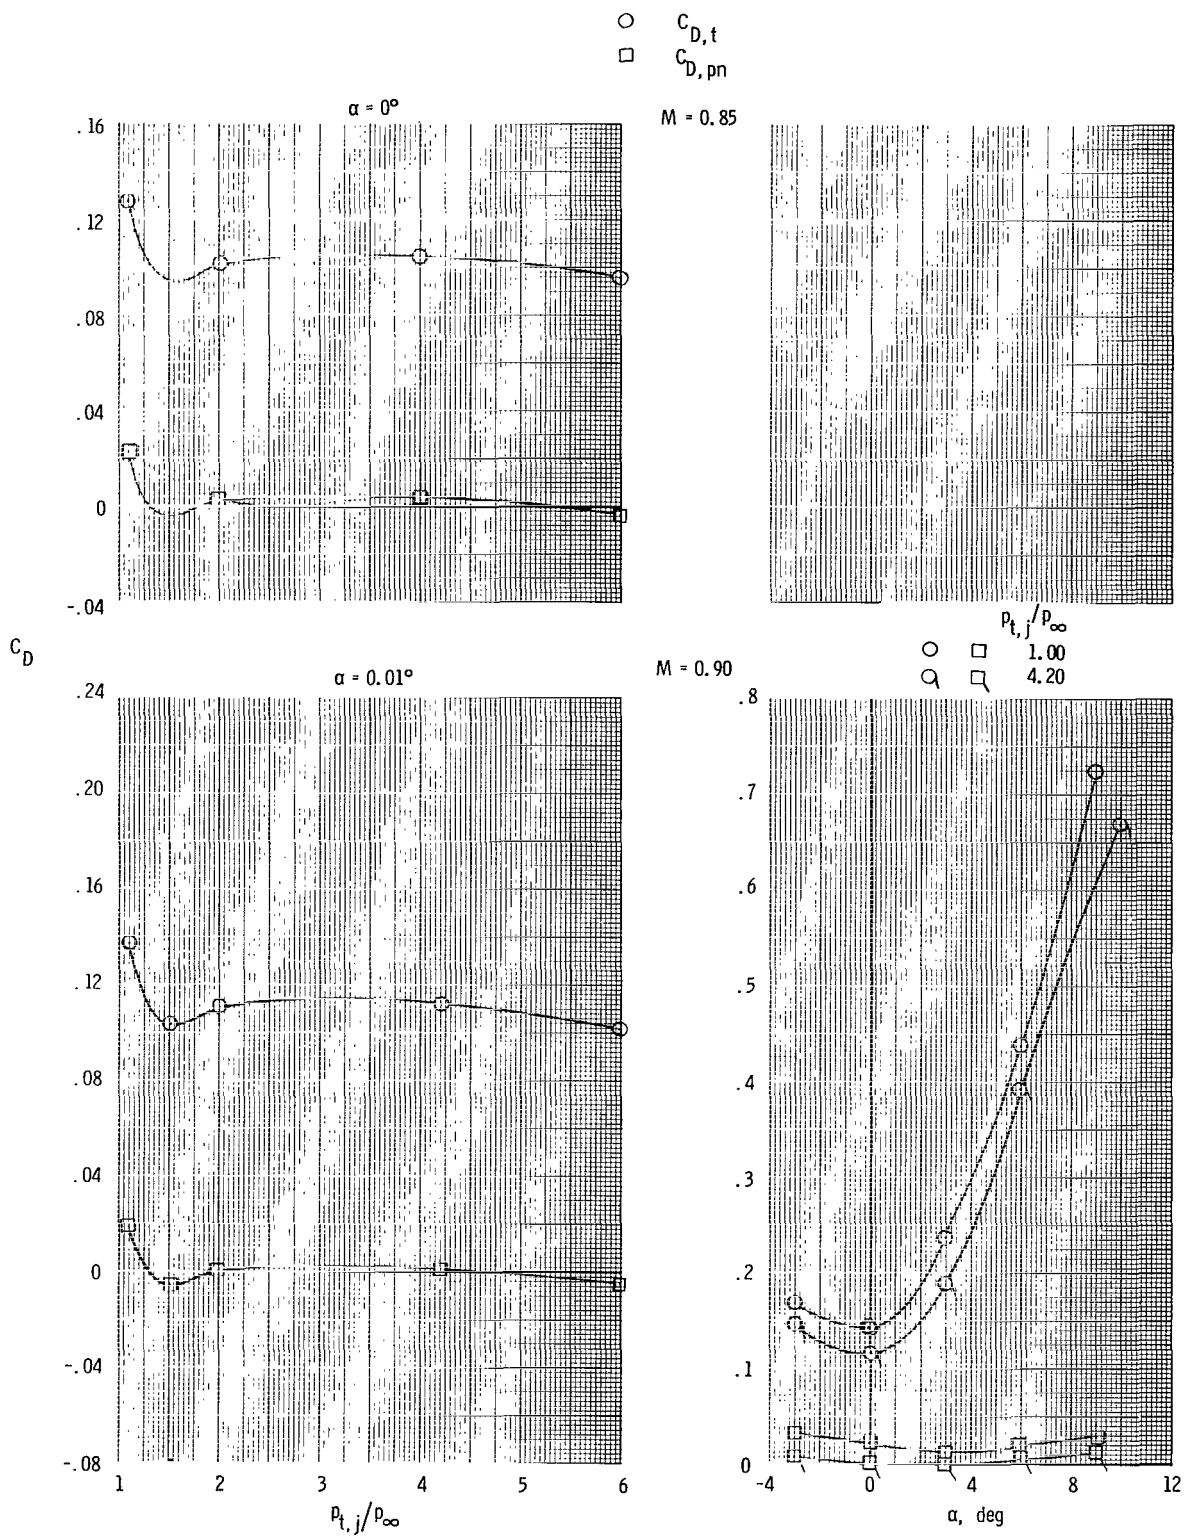 C_D,t
C_D,pn
α = 0°
M = 0.85
.16
.12
.08
.04
0
-.04
C_D
p_t,j/p_∞
1.00
4.20
α = 0.01°
M = 0.90
.24
.20
.16
.12
.08
.04
0
-.04
-.08
1 2 3 4 5 6
p_t,j/p_∞
.8
.7
.6
.5
.4
.3
.2
.1
0
-4 0 4 8 12
α, deg